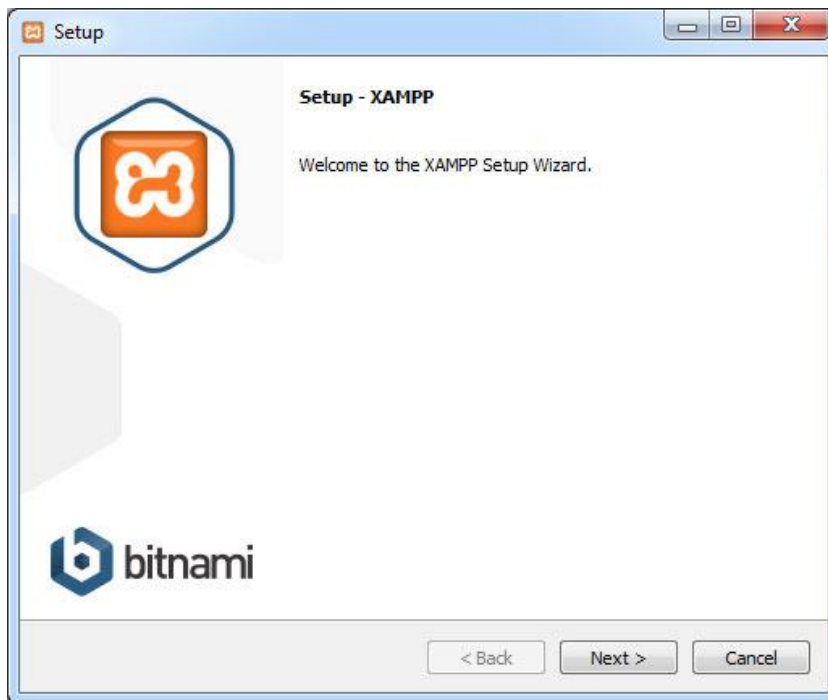 Setup
Setup - XAMPP
Welcome to the XAMPP Setup Wizard.
bitnami
< Back Next > Cancel